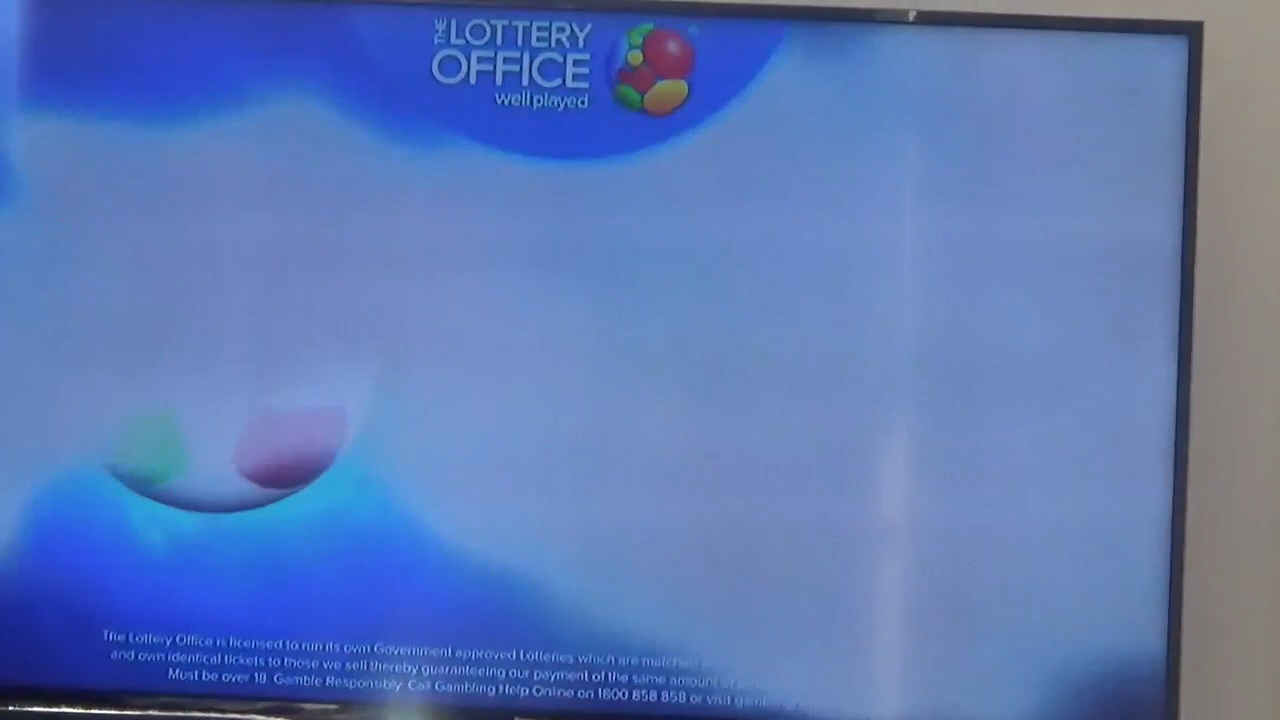 THE LOTTERY
OFFICE
well played
The Lottery Office is licensed to run its own Government approved Lotteries which are matched
and own identical tickets to those we sell thereby guaranteeing our payment of the same amount of
Must be over 18. Gamble Responsibly. Call Gambling Help Online on 1800 858 858 or visit